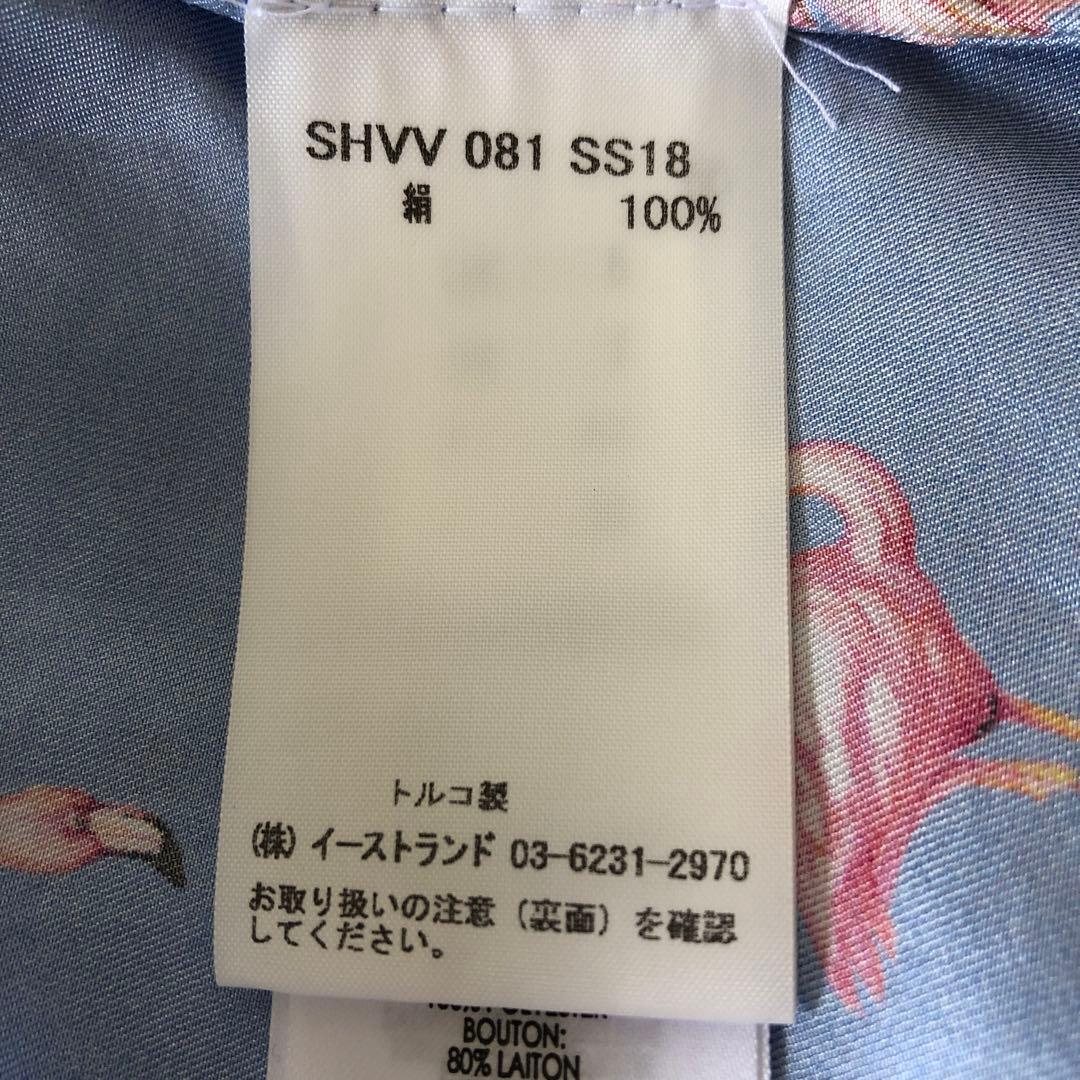 SHVV 081 SS18
絹 100%
トルコ製
(株) イーストランド 03-6231-2970
お取り扱いの注意 (裏面) を確認
してください。
100% POLYESTER
BOUTON:
80% LAITON